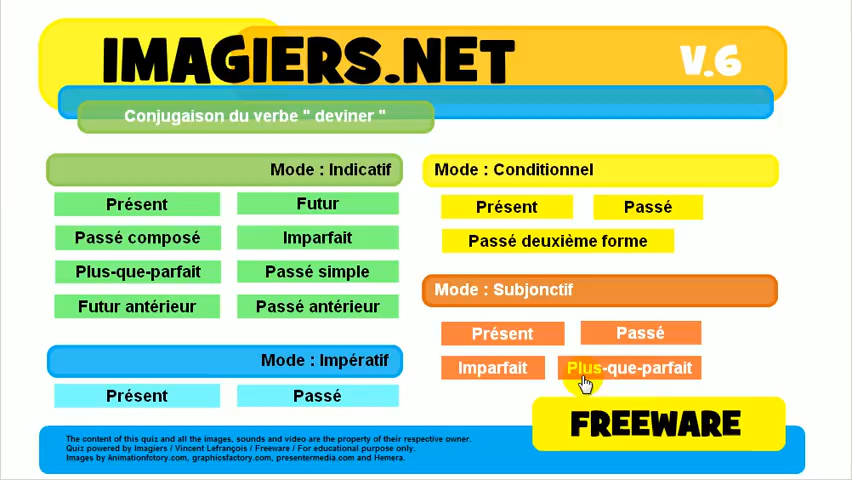 IMAGIERS.NET
V.6
Conjugaison du verbe " deviner "
Mode : Indicatif
Présent
Futur
Passé composé
Imparfait
Plus-que-parfait
Passé simple
Futur antérieur
Passé antérieur
Mode : Impératif
Présent
Passé
Mode : Conditionnel
Présent
Passé
Passé deuxième forme
Mode : Subjonctif
Présent
Passé
Imparfait
Plus-que-parfait
FREEWARE
The content of this quiz and all the images, sounds and video are the property of their respective owner.
Quiz powered by Imagiers / Vincent Lefrançois / Freeware / For educational purpose only.
Images by Animationfctory.com, graphicsfactory.com, presentermedia.com and Hemera.